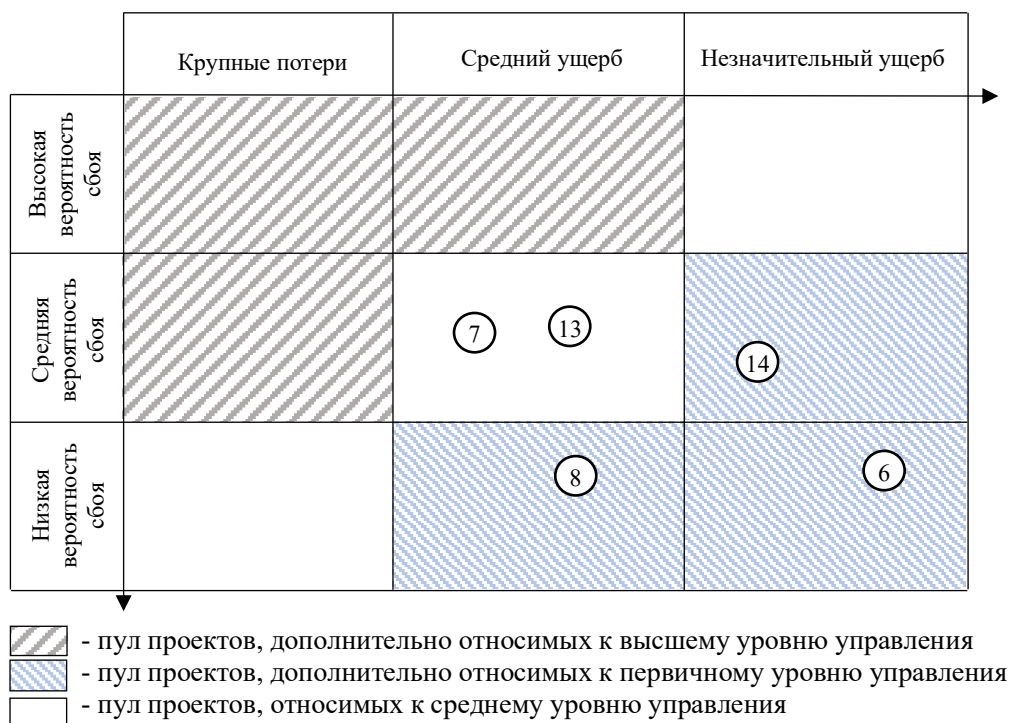 Крупные потери
Средний ущерб
Незначительный ущерб
Высокая
вероятность
сбоя
Средняя
вероятность
сбоя
7
13
14
Низкая
вероятность
сбоя
8
6
- пул проектов, дополнительно относимых к высшему уровню управления
- пул проектов, дополнительно относимых к первичному уровню управления
- пул проектов, относимых к среднему уровню управления